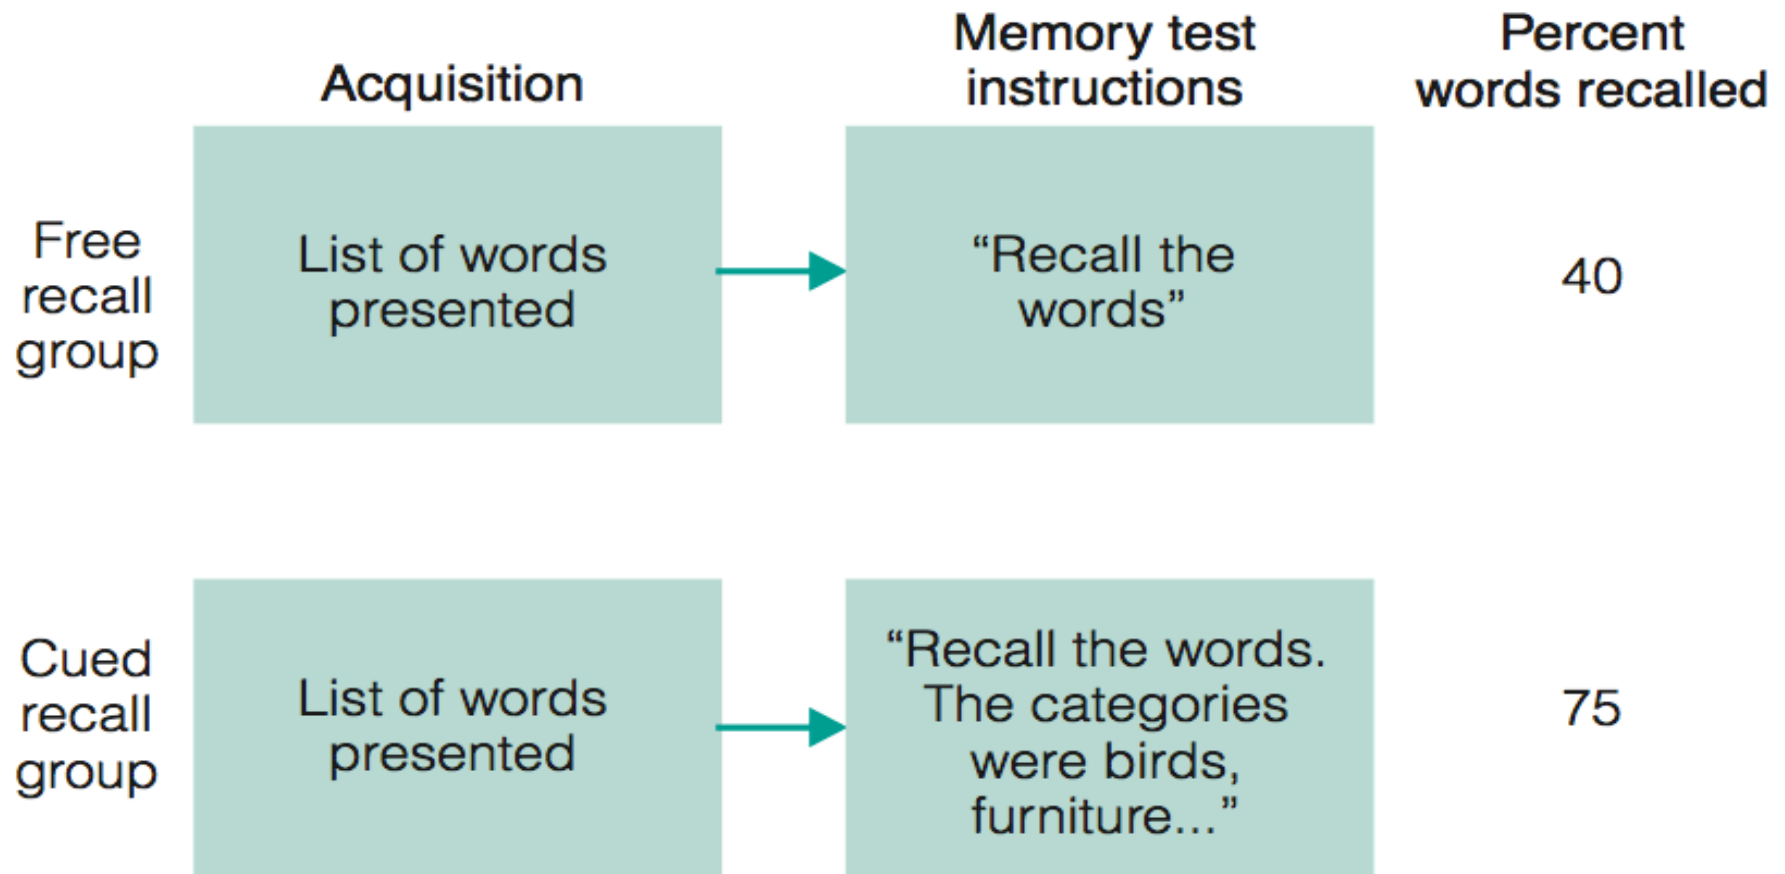 Acquisition
Memory test
instructions
Percent
words recalled
Free
recall
group
List of words
presented
“Recall the
words”
40
Cued
recall
group
List of words
presented
“Recall the words.
The categories
were birds,
furniture...”
75